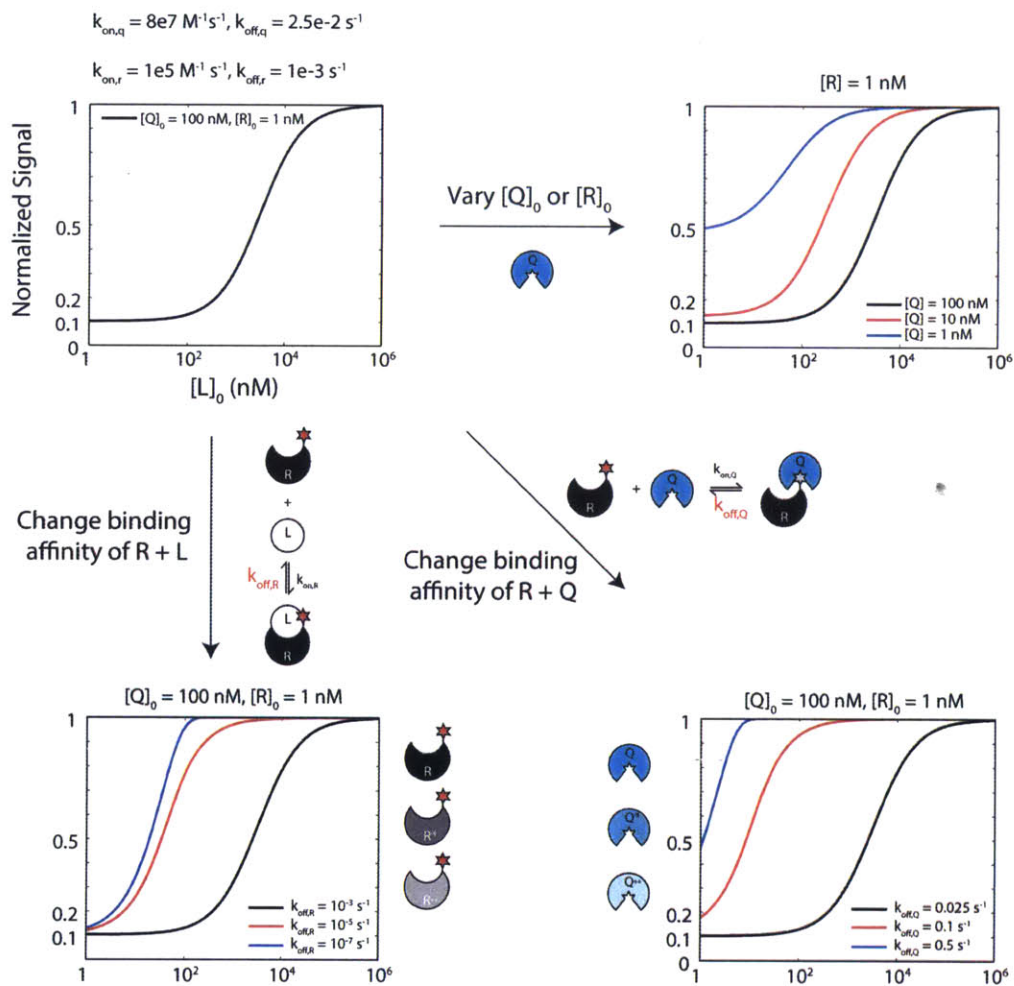 k_on,q = 8e7 M⁻¹s⁻¹, k_off,q = 2.5e-2 s⁻¹
k_on,r = 1e5 M⁻¹ s⁻¹, k_off,r = 1e-3 s⁻¹
Normalized Signal
1
0.5
0.2
0.1
0
[Q]₀ = 100 nM, [R]₀ = 1 nM
1
10²
10⁴
10⁶
[L]₀ (nM)
Vary [Q]₀ or [R]₀
Q
[R] = 1 nM
1
0.5
0.2
0.1
0
[Q] = 100 nM
[Q] = 10 nM
[Q] = 1 nM
1
10²
10⁴
10⁶
Change binding
affinity of R + L
R
+
L
k_off,R
k_on,R
L
R
Change binding
affinity of R + Q
R
+
Q
k_on,Q
k_off,Q
Q
R
[Q]₀ = 100 nM, [R]₀ = 1 nM
1
0.5
0.2
0.1
0
k_off,R = 10⁻³ s⁻¹
k_off,R = 10⁻⁵ s⁻¹
k_off,R = 10⁻⁷ s⁻¹
1
10²
10⁴
10⁶
R
Q
[Q]₀ = 100 nM, [R]₀ = 1 nM
1
0.5
0.2
0.1
0
k_off,Q = 0.025 s⁻¹
k_off,Q = 0.1 s⁻¹
k_off,Q = 0.5 s⁻¹
1
10²
10⁴
10⁶